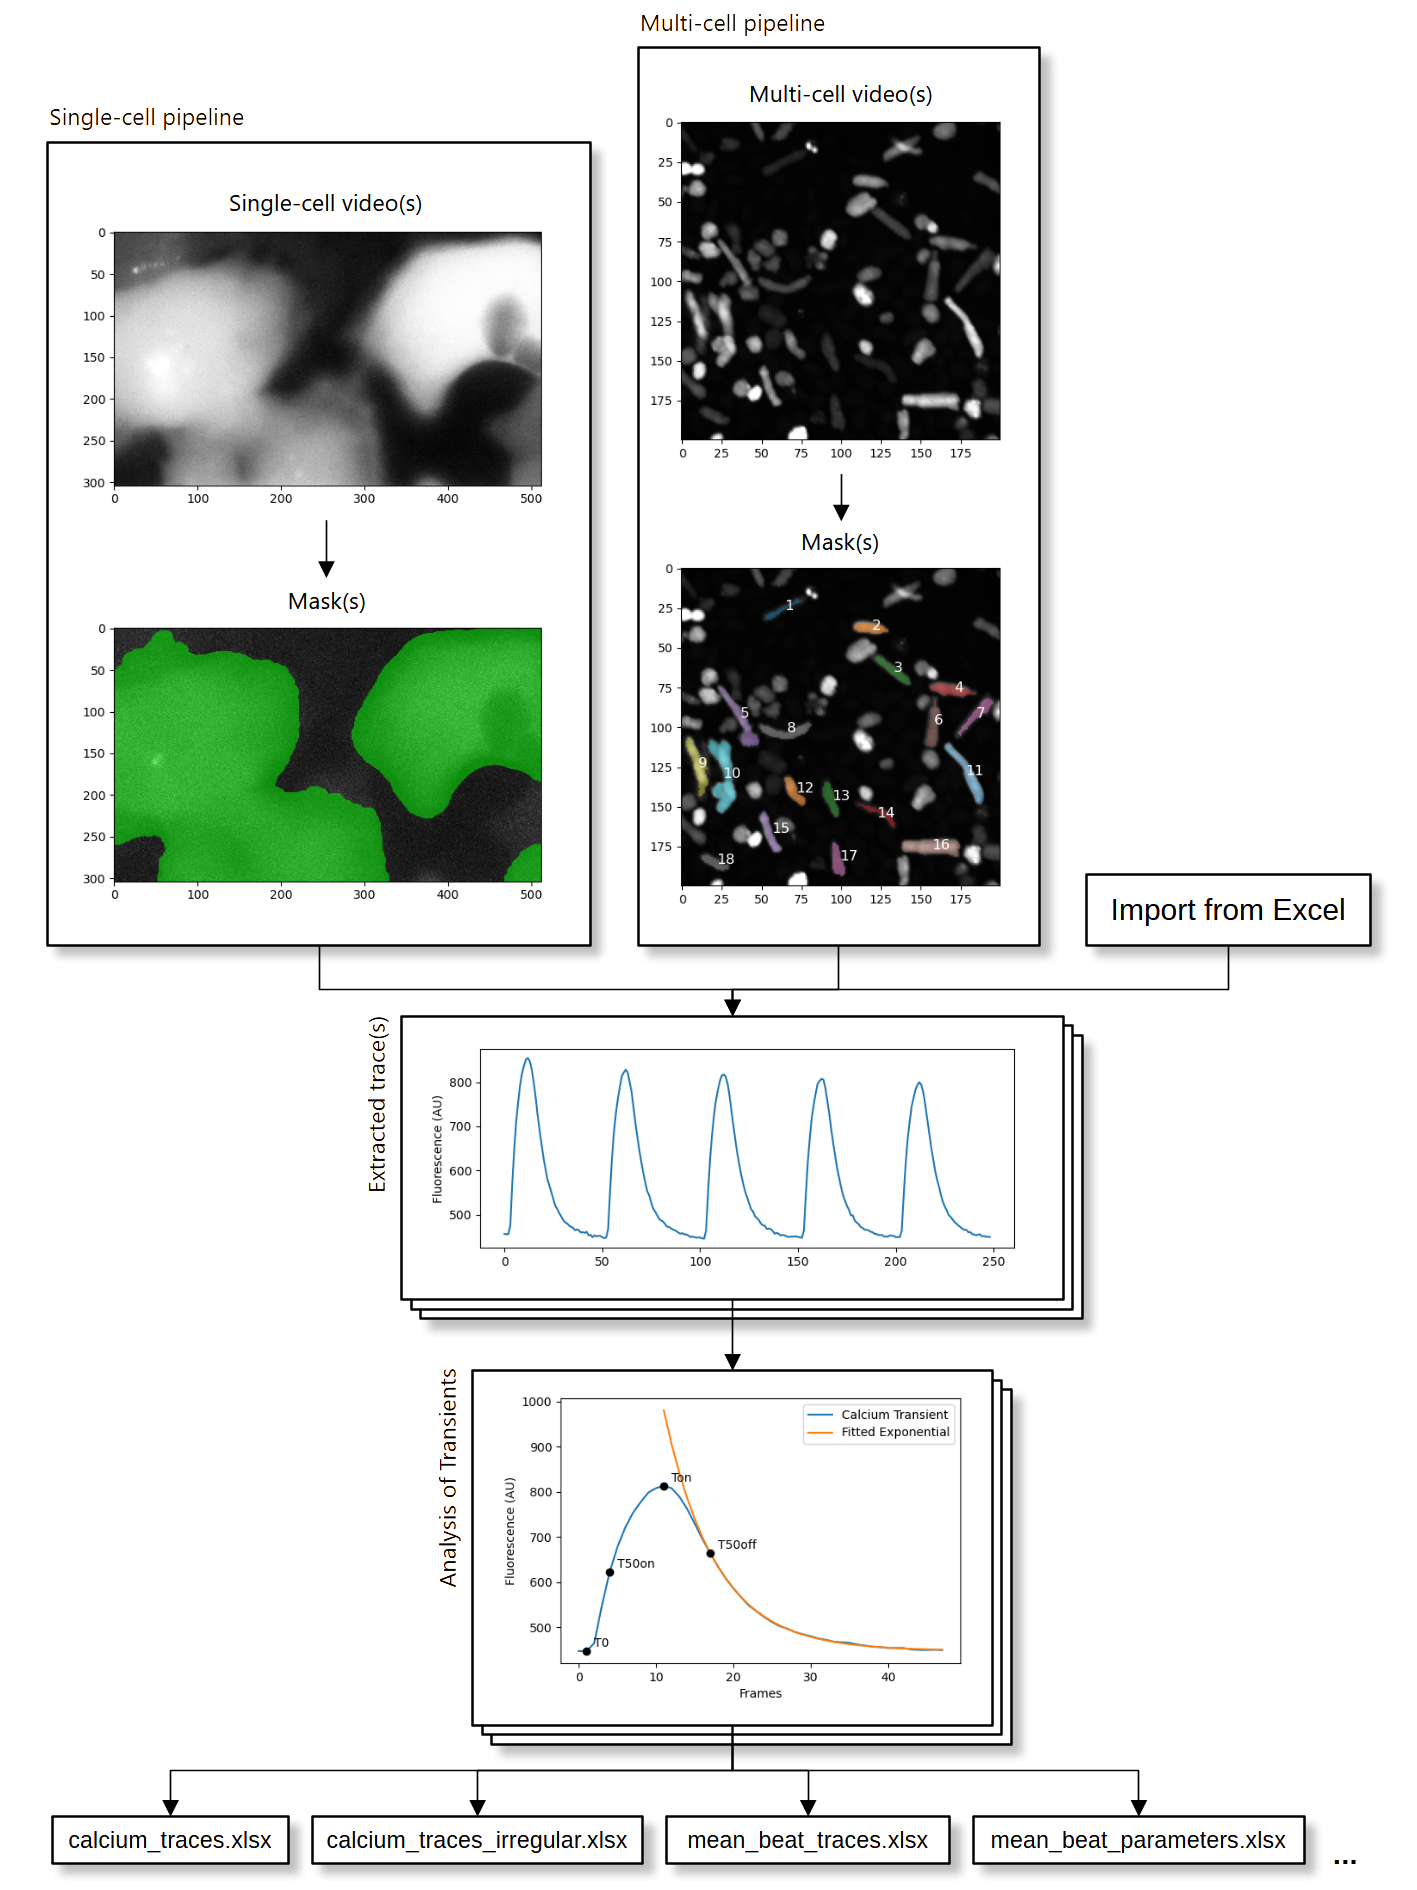 Multi-cell pipeline
Single-cell pipeline
Multi-cell video(s)
0
25
50
75
100
125
150
175
0 25 50 75 100 125 150 175
Single-cell video(s)
0
50
100
150
200
250
300
0 100 200 300 400 500
Mask(s)
0
50
100
150
200
250
300
0 100 200 300 400 500
Mask(s)
0
25
50
75
100
125
150
175
0 25 50 75 100 125 150 175
1
2
3
4
5
6
7
8
9
10
11
12
13
14
15
16
17
18
Import from Excel
Extracted trace(s)
Fluorescence (AU)
800
700
600
500
0 50 100 150 200 250
Analysis of Transients
Fluorescence (AU)
1000
900
800
700
600
500
Calcium Transient
Fitted Exponential
Ton
T50off
T50on
T0
0 10 20 30 40
Frames
calcium_traces.xlsx
calcium_traces_irregular.xlsx
mean_beat_traces.xlsx
mean_beat_parameters.xlsx
...